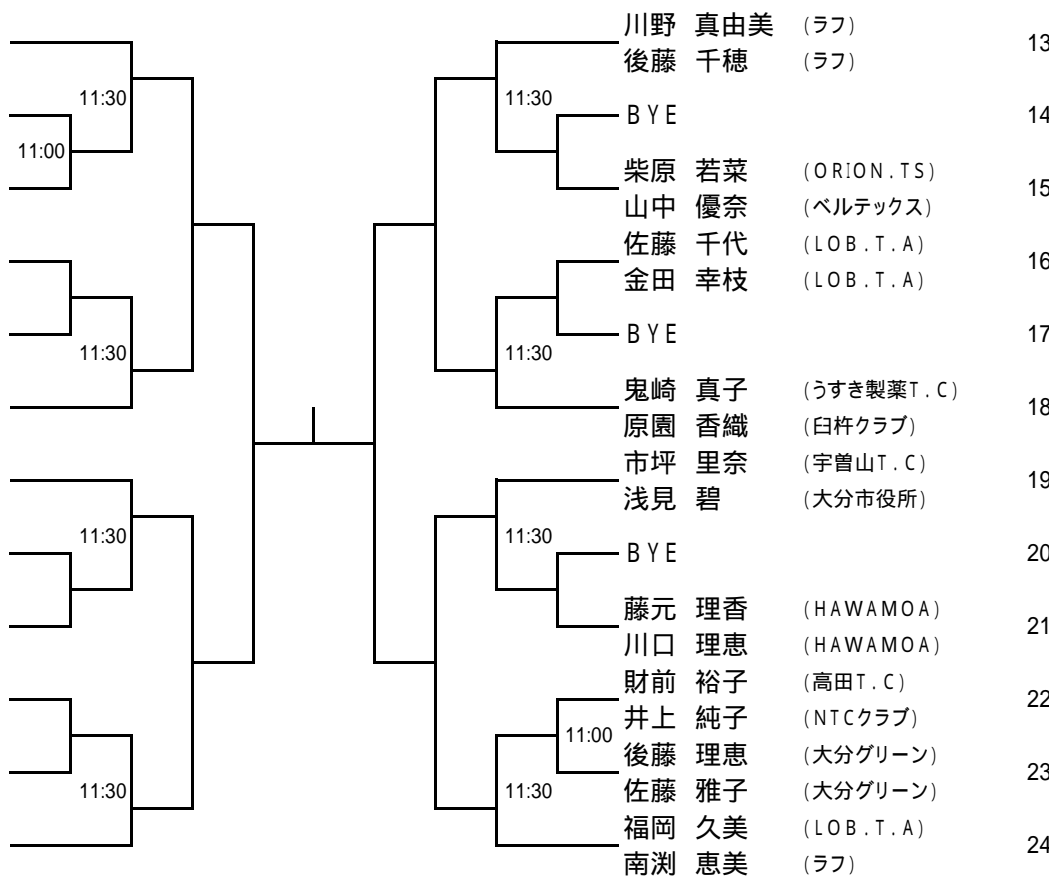 川野 真由美 (ラフ)
13
後藤 千穂 (ラフ)
11:30 11:30
BYE 14
11:00
柴原 若菜 (ORION.TS)
15
山中 優奈 (ベルテックス)
佐藤 千代 (LOB.T.A)
16
金田 幸枝 (LOB.T.A)
BYE 17
11:30 11:30
鬼崎 真子 (うすき製薬T.C)
18
原園 香織 (臼杵クラブ)
市坪 里奈 (宇曽山T.C)
19
浅見 碧 (大分市役所)
11:30 11:30
BYE 20
藤元 理香 (HAWAMOA)
21
川口 理恵 (HAWAMOA)
財前 裕子 (高田T.C)
22
井上 純子 (NTCクラブ)
11:00
後藤 理恵 (大分グリーン)
23
11:30 11:30
佐藤 雅子 (大分グリーン)
福岡 久美 (LOB.T.A)
24
南渕 恵美 (ラフ)